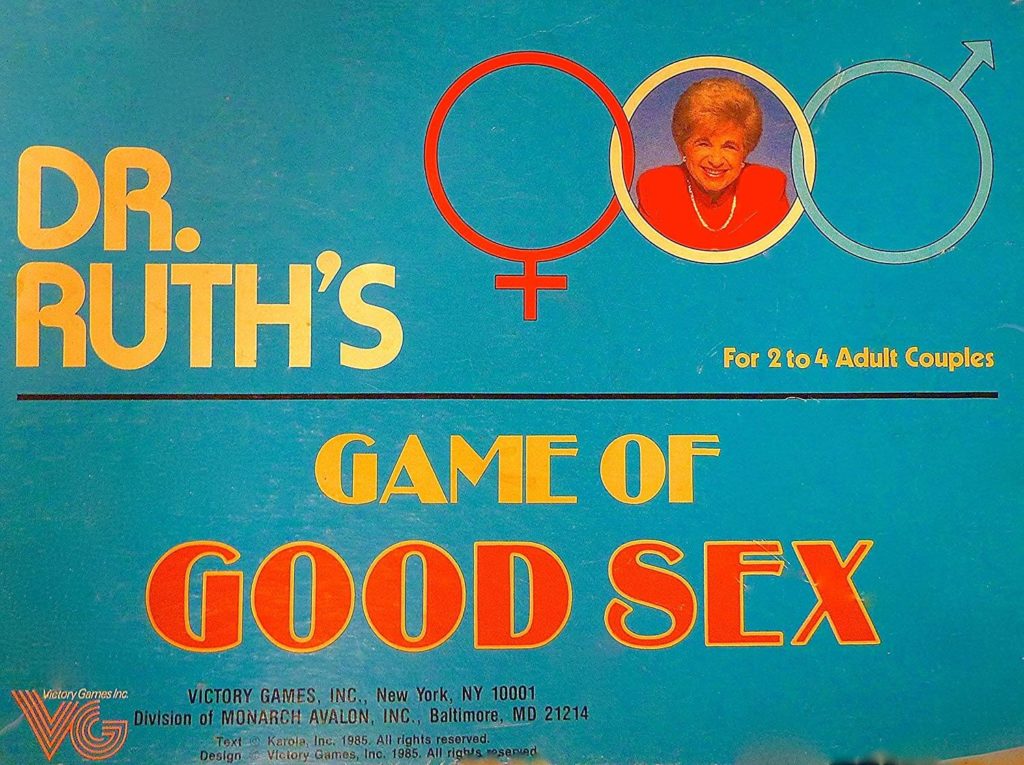 DR.
RUTH'S
For 2 to 4 Adult Couples
GAME OF
GOOD SEX
Victory Games Inc.
VG
VICTORY GAMES, INC., New York, NY 10001
Division of MONARCH AVALON, INC., Baltimore, MD 21214
Text © Karola, Inc. 1985. All rights reserved.
Design © Victory Games, Inc. 1985. All rights reserved.